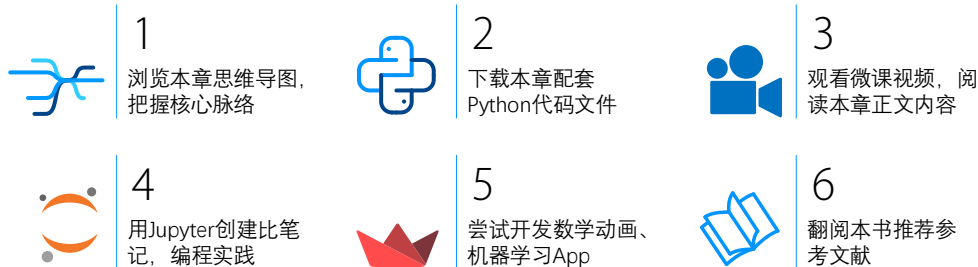 1
浏览本章思维导图，
把握核心脉络
2
下载本章配套
Python代码文件
3
观看微课视频，阅
读本章正文内容
4
用Jupyter创建比笔
记，编程实践
5
尝试开发数学动画、
机器学习App
6
翻阅本书推荐参
考文献